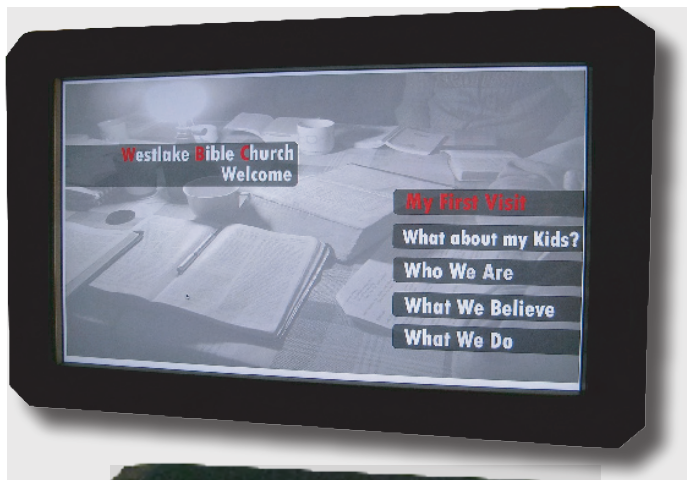 Westlake Bible Church
Welcome
My First Visit
What about my Kids?
Who We Are
What We Believe
What We Do